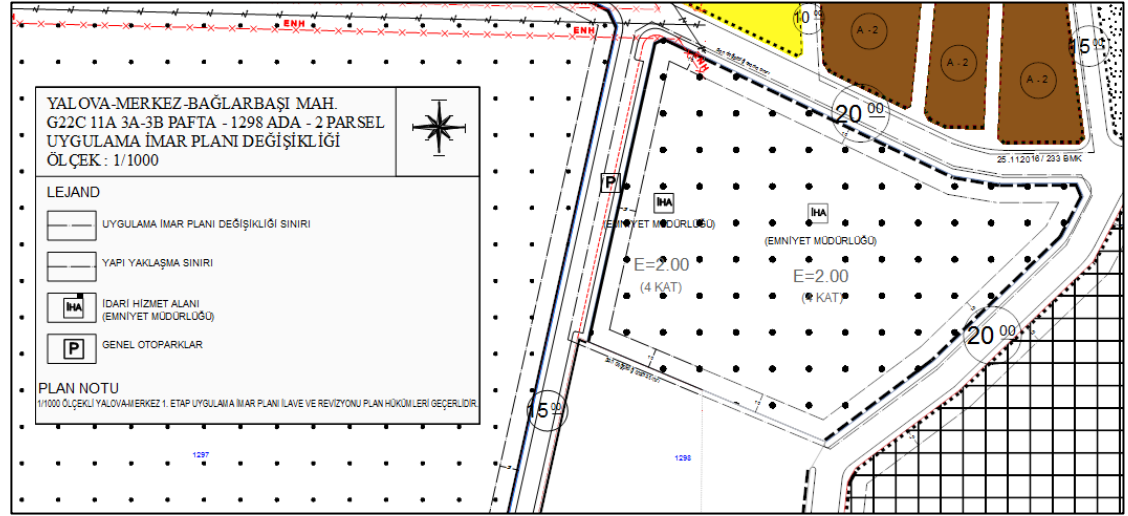 YALOVA-MERKEZ-BAĞLARBAŞI MAH.
G22C 11A 3A-3B PAFTA - 1298 ADA - 2 PARSEL
UYGULAMA İMAR PLANI DEĞİŞİKLİĞİ
ÖLÇEK : 1/1000
LEJAND
UYGULAMA İMAR PLANI DEĞİŞİKLİĞİ SINIRI
YAPI YAKLAŞMA SINIRI
İHA
İDARİ HİZMET ALANI
(EMNİYET MÜDÜRLÜĞÜ)
P
GENEL OTOPARKLAR
PLAN NOTU
1/1000 ÖLÇEKLİ YALOVA-MERKEZ 1. ETAP UYGULAMA İMAR PLANI İLAVE VE REVİZYONU PLAN HÜKÜMLERİ GEÇERLİDİR.
ENH
ENH
ENH
A - 2
A - 2
A - 2
20 00
25.11.2016 / 233 BMK
P
İHA
(EMNİYET MÜDÜRLÜĞÜ)
E=2.00
(4 KAT)
İHA
(EMNİYET MÜDÜRLÜĞÜ)
E=2.00
(4 KAT)
20 00
15 00
1297
1298